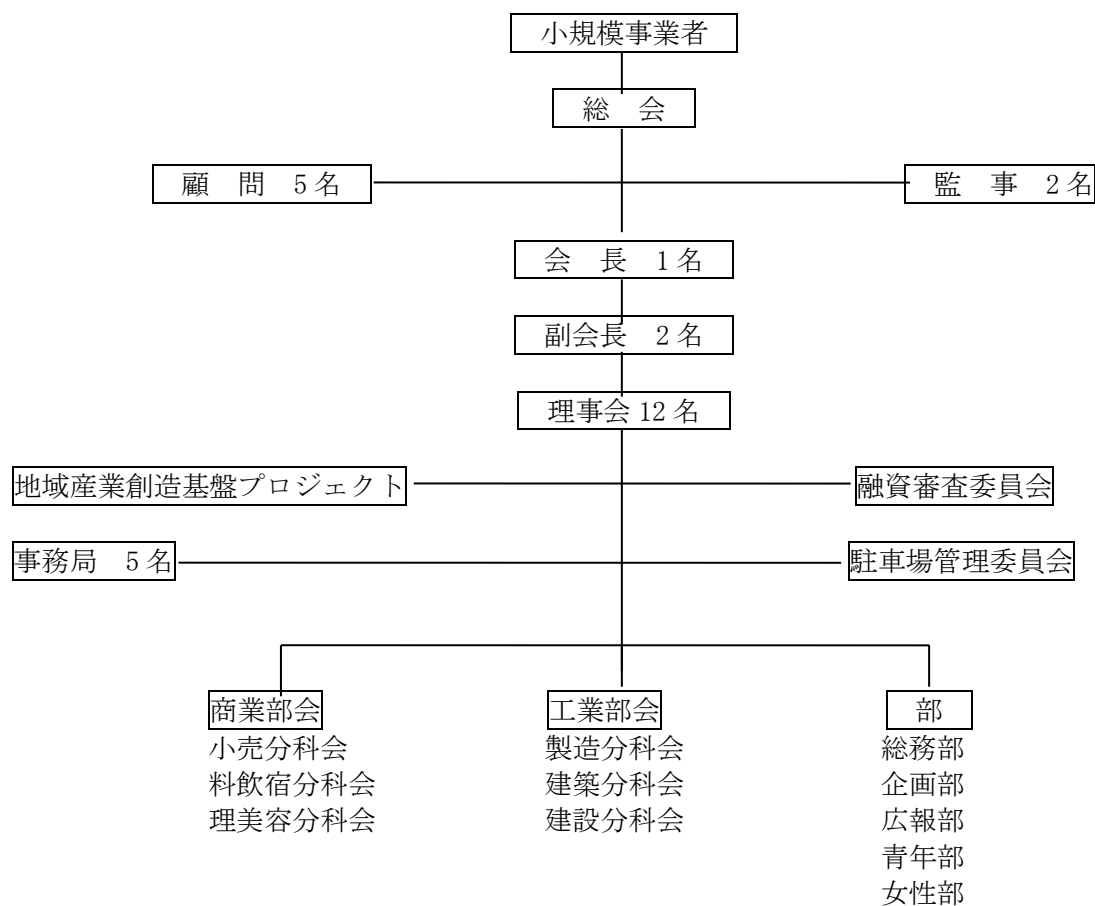 小規模事業者
総　会
顧　問　5名
監　事　2名
会　長　1名
副会長　2名
理事会 12名
地域産業創造基盤プロジェクト
融資審査委員会
事務局　5名
駐車場管理委員会
商業部会
小売分科会
料飲宿分科会
理美容分科会
工業部会
製造分科会
建築分科会
建設分科会
部
総務部
企画部
広報部
青年部
女性部